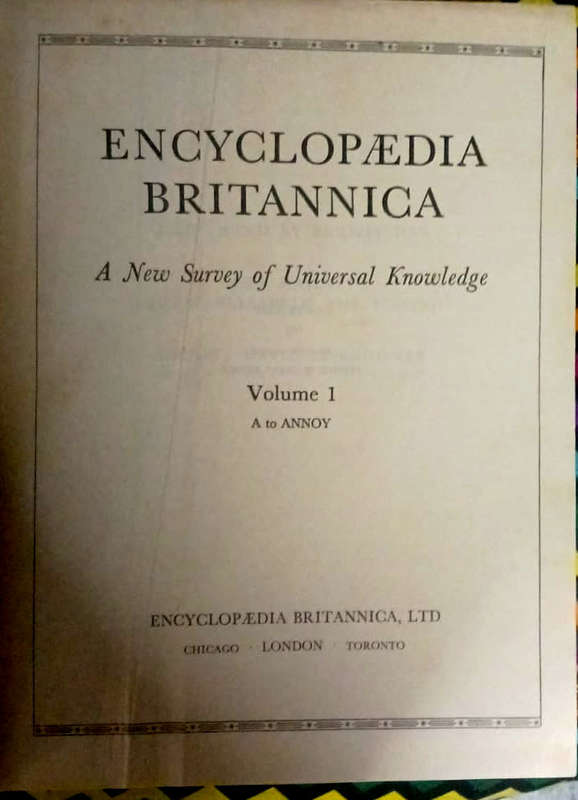 ENCYCLOPÆDIA
BRITANNICA
A New Survey of Universal Knowledge
Volume 1
A to ANNOY
ENCYCLOPÆDIA BRITANNICA, LTD
CHICAGO · LONDON · TORONTO